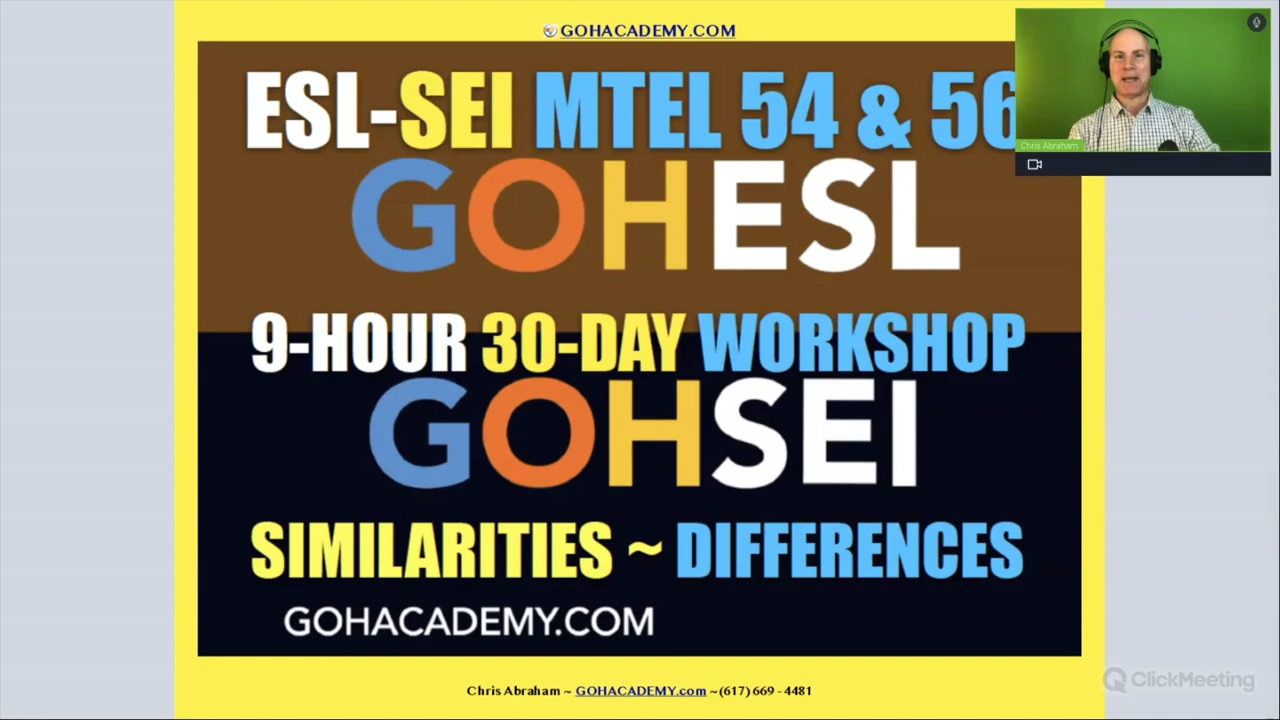 GOHACADEMY.COM
ESL-SEI MTEL 54 & 56
GOHESL
9-HOUR 30-DAY WORKSHOP
GOHSEI
SIMILARITIES ~ DIFFERENCES
GOHACADEMY.COM
Chris Abraham ~ GOHACADEMY.com ~(617) 669 - 4481
Chris Abraham
ClickMeeting